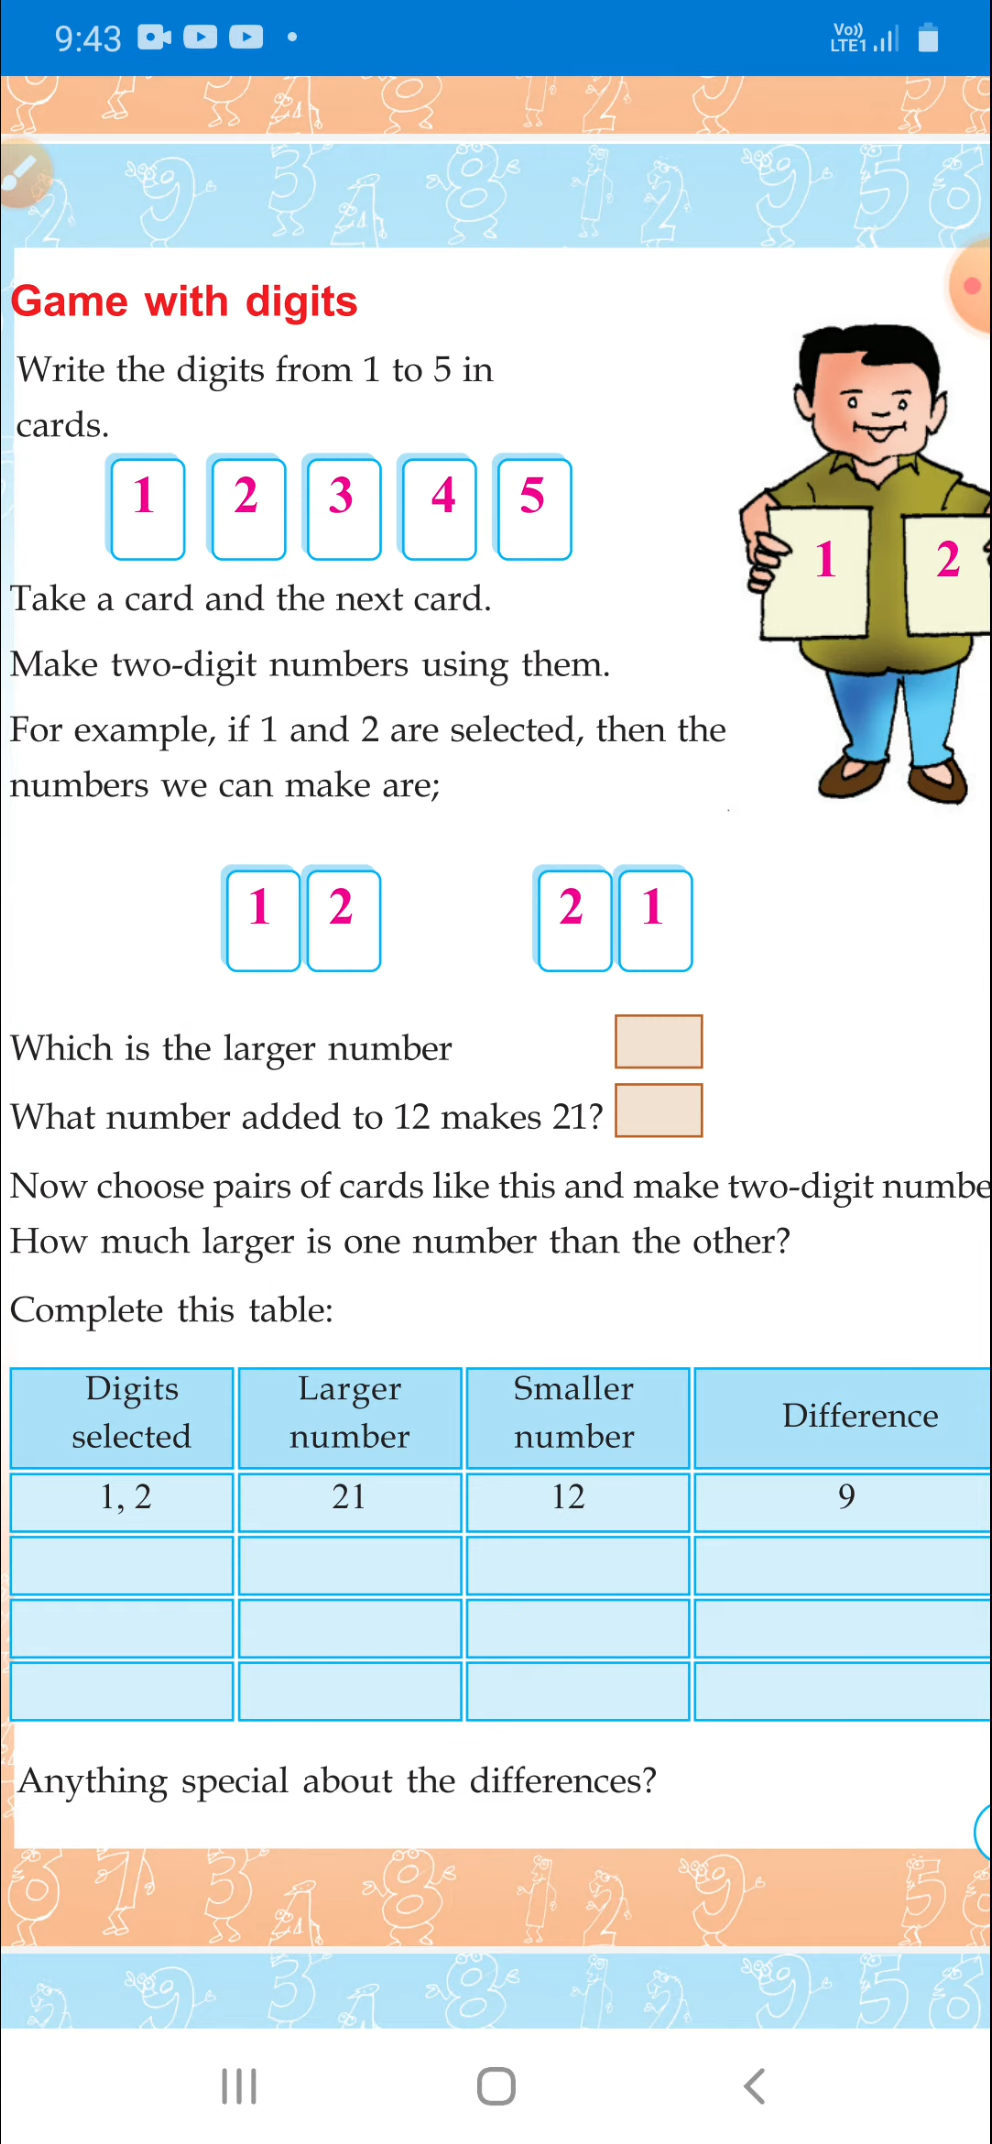 9:43
Vo))
LTE1
Game with digits
Write the digits from 1 to 5 in
cards.
1 2 3 4 5
1 2
Take a card and the next card.
Make two-digit numbers using them.
For example, if 1 and 2 are selected, then the
numbers we can make are;
1 2 2 1
Which is the larger number
What number added to 12 makes 21?
Now choose pairs of cards like this and make two-digit numbe
How much larger is one number than the other?
Complete this table:
Digits selected Larger number Smaller number Difference
1, 2 21 12 9
Anything special about the differences?